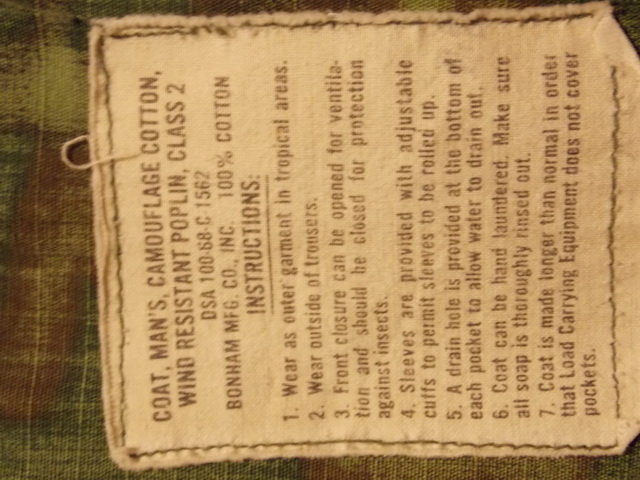 COAT, MAN'S, CAMOUFLAGE COTTON,
WIND RESISTANT POPLIN, CLASS 2
DSA 100-68-C-1562
BONHAM MFG. CO., INC. 100% COTTON
INSTRUCTIONS:
1. Wear as outer garment in tropical areas.
2. Wear outside of trousers.
3. Front closure can be opened for ventila-
tion and should be closed for protection
against insects.
4. Sleeves are provided with adjustable
cuffs to permit sleeves to be rolled up.
5. A drain hole is provided at the bottom of
each pocket to allow water to drain out.
6. Coat can be hand laundered. Make sure
all soap is thoroughly rinsed out.
7. Coat is made longer than normal in order
that Load Carrying Equipment does not cover
pockets.